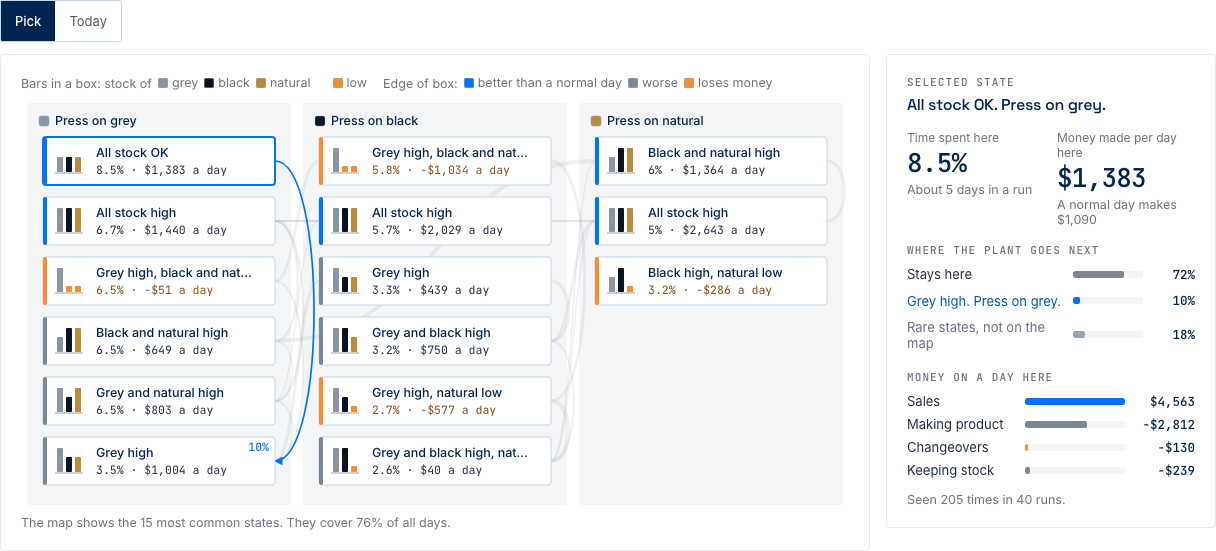 Pick
Today
Bars in a box: stock of grey black natural low Edge of box: better than a normal day worse loses money
Press on grey
All stock OK
8.5% · $1,383 a day
All stock high
6.7% · $1,440 a day
Grey high, black and nat...
6.5% · -$51 a day
Black and natural high
6.5% · $649 a day
Grey and natural high
6.5% · $803 a day
10%
Grey high
3.5% · $1,004 a day
Press on black
Grey high, black and nat...
5.8% · -$1,034 a day
All stock high
5.7% · $2,029 a day
Grey high
3.3% · $439 a day
Grey and black high
3.2% · $750 a day
Grey high, natural low
2.7% · -$577 a day
Grey and black high, nat...
2.6% · $40 a day
Press on natural
Black and natural high
6% · $1,364 a day
All stock high
5% · $2,643 a day
Black high, natural low
3.2% · -$286 a day
The map shows the 15 most common states. They cover 76% of all days.
SELECTED STATE
All stock OK. Press on grey.
Time spent here
8.5%
About 5 days in a run
Money made per day
here
$1,383
A normal day makes
$1,090
WHERE THE PLANT GOES NEXT
Stays here 72%
Grey high. Press on grey. 10%
Rare states, not on the
map 18%
MONEY ON A DAY HERE
Sales $4,563
Making product -$2,812
Changeovers -$130
Keeping stock -$239
Seen 205 times in 40 runs.